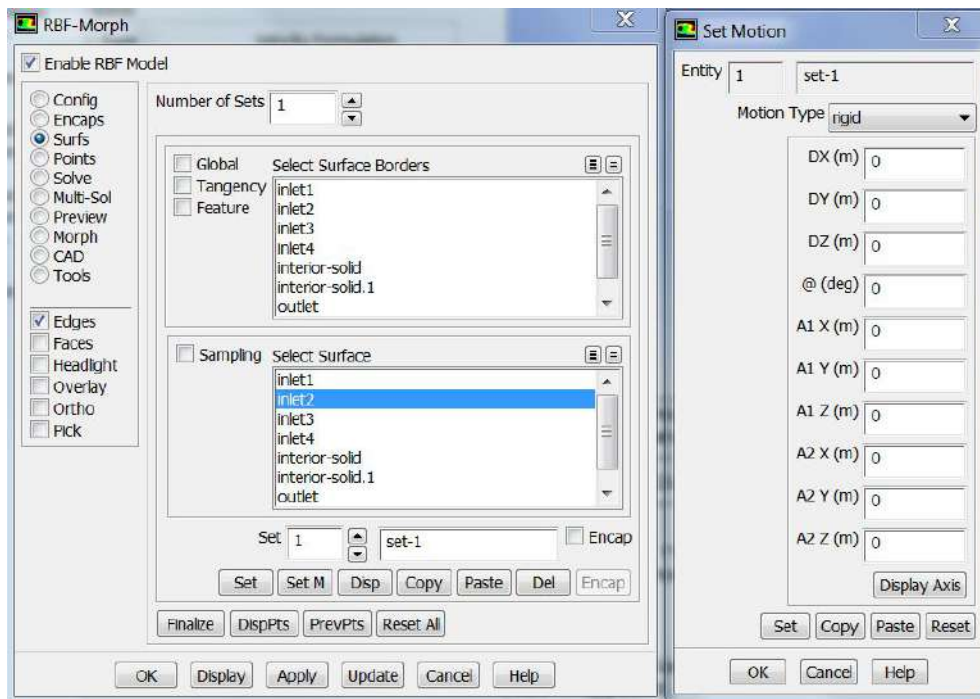 RBF-Morph
X
Enable RBF Model
Config
Encaps
Surfs
Points
Solve
Multi-Sol
Preview
Morph
CAD
Tools
Edges
Faces
Headlight
Overlay
Ortho
Pick
Number of Sets 1
Global
Tangency
Feature
Select Surface Borders
inlet1
inlet2
inlet3
inlet4
interior-solid
interior-solid.1
outlet
Sampling Select Surface
inlet1
inlet2
inlet3
inlet4
interior-solid
interior-solid.1
outlet
Set 1 set-1 Encap
Set Set M Disp Copy Paste Del Encap
Finalize DispPts PrevPts Reset All
OK Display Apply Update Cancel Help
Set Motion
X
Entity 1 set-1
Motion Type rigid
DX (m) 0
DY (m) 0
DZ (m) 0
@ (deg) 0
A1 X (m) 0
A1 Y (m) 0
A1 Z (m) 0
A2 X (m) 0
A2 Y (m) 0
A2 Z (m) 0
Display Axis
Set Copy Paste Reset
OK Cancel Help